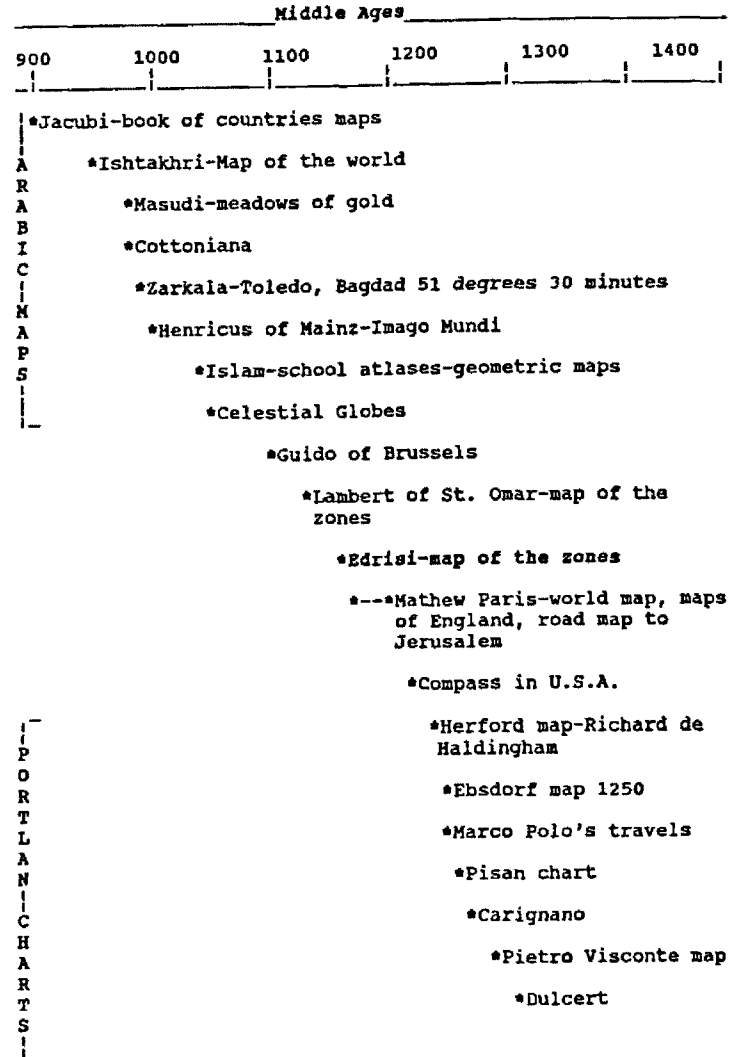 Middle Ages
900 1000 1100 1200 1300 1400
*Jacubi-book of countries maps
*Ishtakhri-Map of the world
*Masudi-meadows of gold
*Cottoniana
*Zarkala-Toledo, Bagdad 51 degrees 30 minutes
*Henricus of Mainz-Imago Mundi
*Islam-school atlases-geometric maps
*Celestial Globes
ARABIC MAPS
*Guido of Brussels
*Lambert of St. Omar-map of the
zones
*Edrisi-map of the zones
*--*Mathew Paris-world map, maps
of England, road map to
Jerusalem
*Compass in U.S.A.
*Herford map-Richard de
Haldingham
*Ebsdorf map 1250
*Marco Polo's travels
*Pisan chart
*Carignano
*Pietro Visconte map
*Dulcert
PORTLAN CHARTS